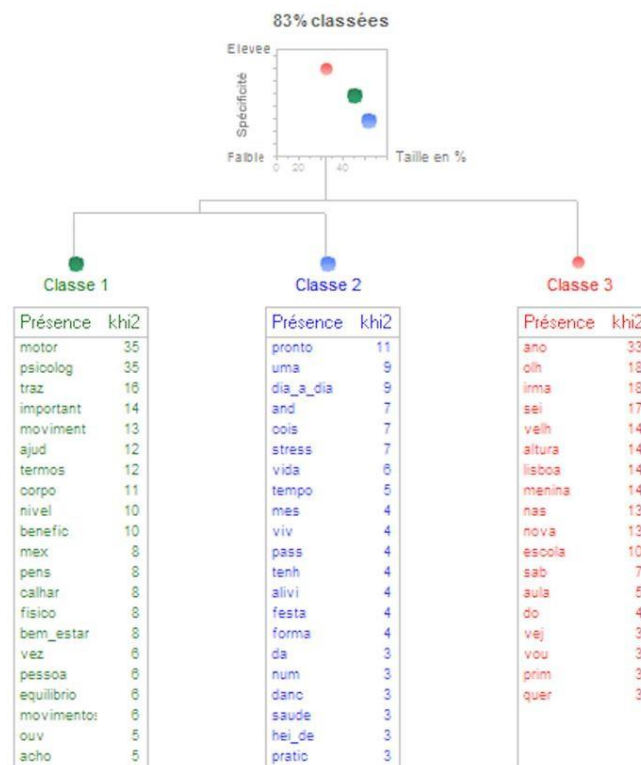 83% classées
Elevée
Spécificité
Faible
0 20 40
Taille en %
Classe 1
Présence khi2
motor 35
psicolog 35
traz 16
important 14
moviment 13
ajud 12
termos 12
corpo 11
nivel 10
benefic 10
mex 8
pens 8
calhar 8
fisico 8
bem_estar 8
vez 6
pessoa 6
equilibrio 6
movimentos 6
ouv 5
acho 5
Classe 2
Présence khi2
pronto 11
uma 9
dia_a_dia 9
and 7
cois 7
stress 7
vida 6
tempo 5
mes 4
viv 4
pass 4
tenh 4
alivi 4
festa 4
forma 4
da 3
num 3
danc 3
saude 3
hei_de 3
pratic 3
Classe 3
Présence khi2
ano 33
olh 18
irma 18
sei 17
velh 14
altura 14
lisboa 14
menina 14
nas 13
nova 13
escola 10
sab 7
aula 5
do 4
vej 3
vou 3
prim 3
quer 3